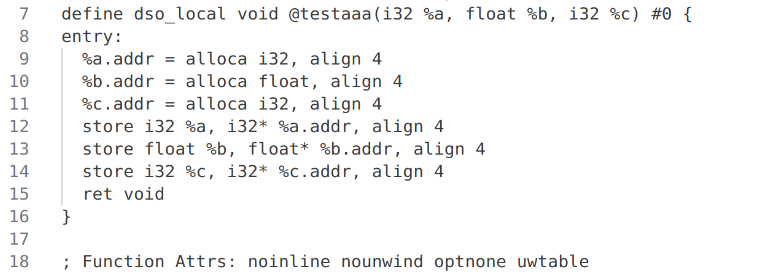 7 define dso_local void @testaaa(i32 %a, float %b, i32 %c) #0 {
8 entry:
9   %a.addr = alloca i32, align 4
10   %b.addr = alloca float, align 4
11   %c.addr = alloca i32, align 4
12   store i32 %a, i32* %a.addr, align 4
13   store float %b, float* %b.addr, align 4
14   store i32 %c, i32* %c.addr, align 4
15   ret void
16 }
17
18 ; Function Attrs: noinline nounwind optnone uwtable